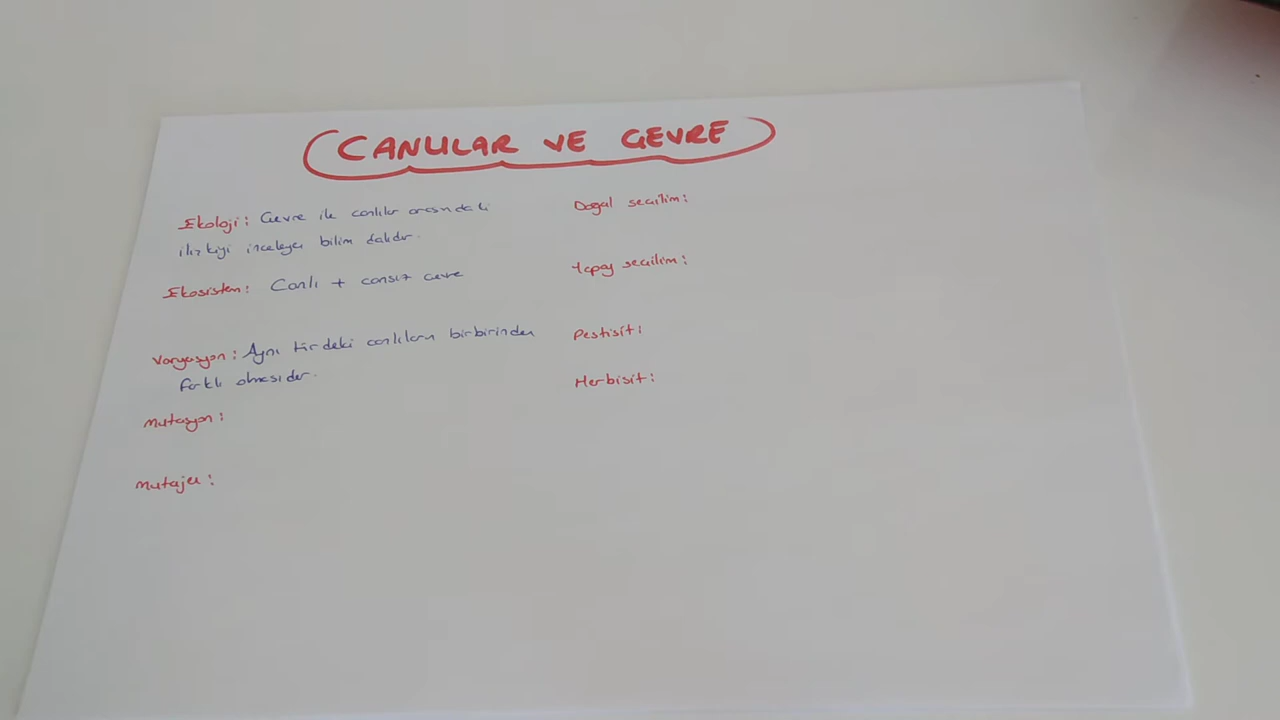 CANLILAR VE ÇEVRE
Ekoloji: Çevre ile canlılar arasındaki
ilişkiyi inceleyen bilim dalıdır.
Ekosistem: Canlı + cansız çevre
Varyasyon: Aynı türdeki canlıların birbirinden
farklı olmasıdır.
Mutasyon:
Mutajen:
Doğal seçilim:
Yapay seçilim:
Pestisit:
Herbisit: